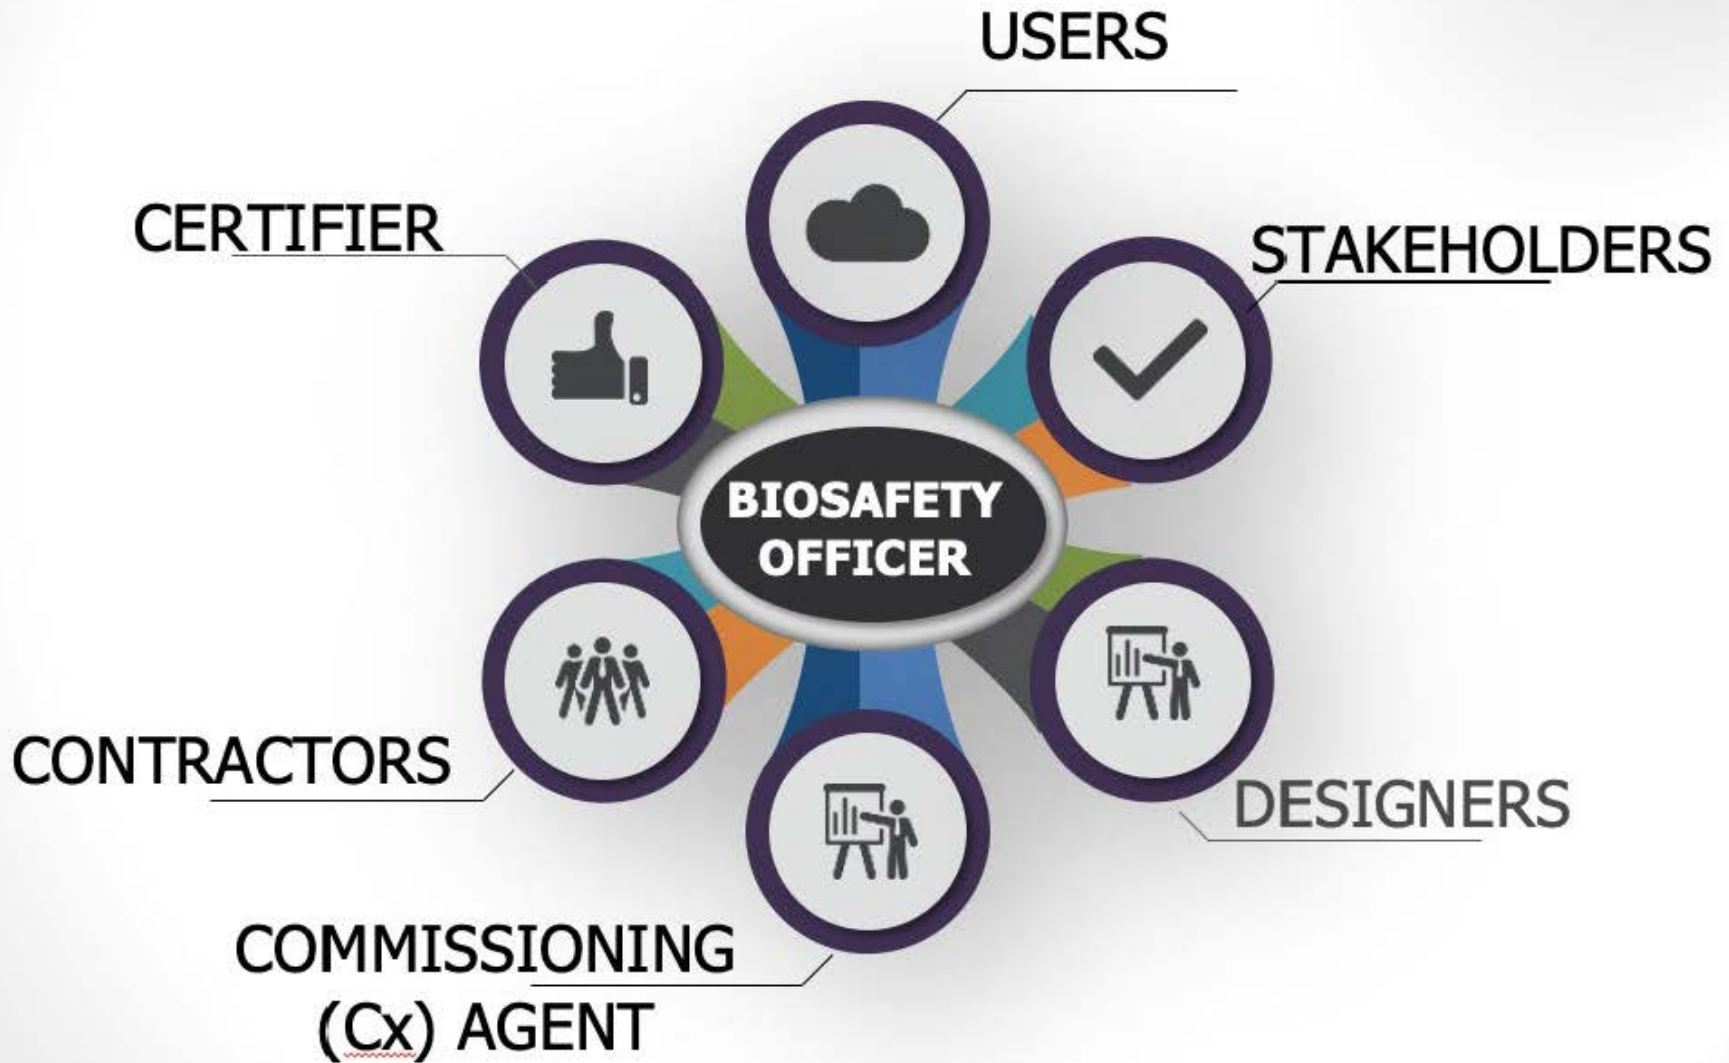 USERS
CERTIFIER
STAKEHOLDERS
BIOSAFETY
OFFICER
CONTRACTORS
DESIGNERS
COMMISSIONING
(Cx) AGENT